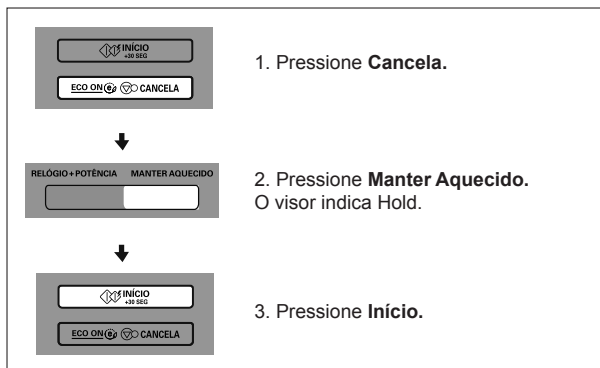 INÍCIO
+30 SEG
ECO ON CANCELA
1. Pressione Cancela.
RELÓGIO+POTÊNCIA MANTER AQUECIDO
2. Pressione Manter Aquecido.
O visor indica Hold.
INÍCIO
+30 SEG
ECO ON CANCELA
3. Pressione Início.